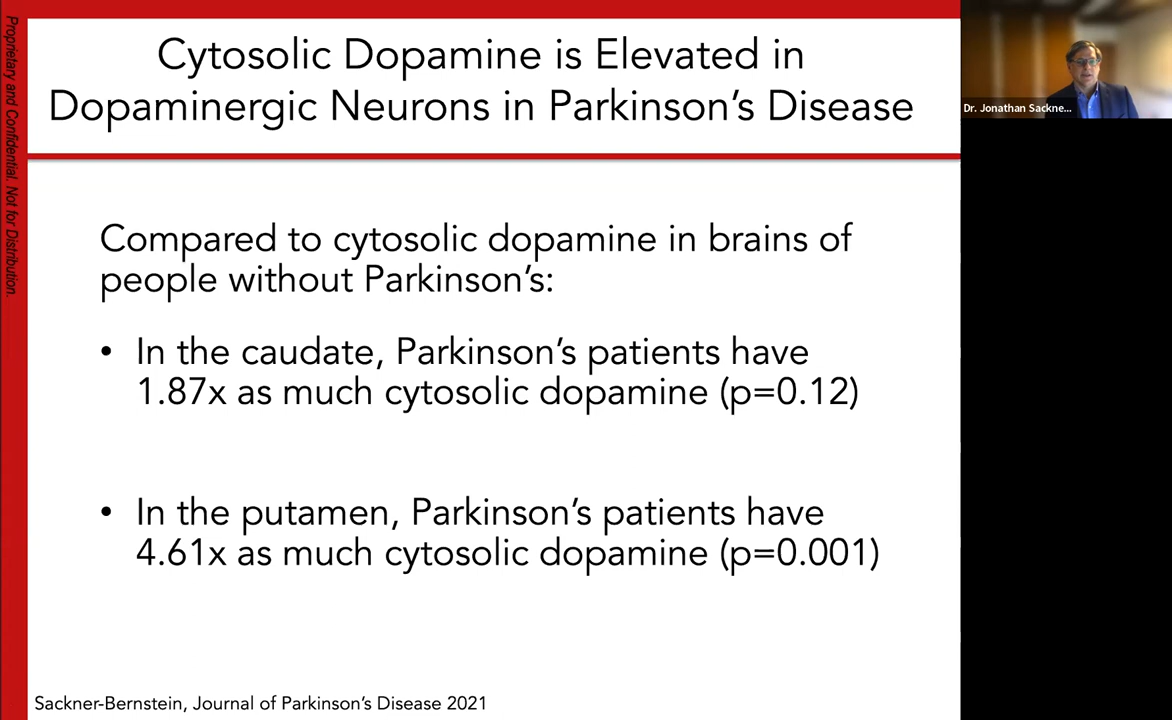 Proprietary and Confidential. Not for Distribution.
Cytosolic Dopamine is Elevated in
Dopaminergic Neurons in Parkinson’s Disease
Dr. Jonathan Sackne...
Compared to cytosolic dopamine in brains of
people without Parkinson’s:
• In the caudate, Parkinson’s patients have
1.87x as much cytosolic dopamine (p=0.12)
• In the putamen, Parkinson’s patients have
4.61x as much cytosolic dopamine (p=0.001)
Sackner-Bernstein, Journal of Parkinson’s Disease 2021